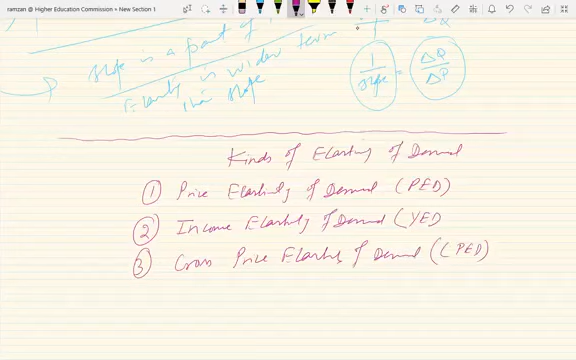 ramzan @ Higher Education Commission » New Section 1
slope is a part of
Elasticity is wider term
than slope
1/slope = ΔQ/ΔP
Kinds of Elasticity of Demand
① Price Elasticity of Demand (PED)
② Income Elasticity of Demand (YED
③ Cross Price Elasticity of Demand ((PED)